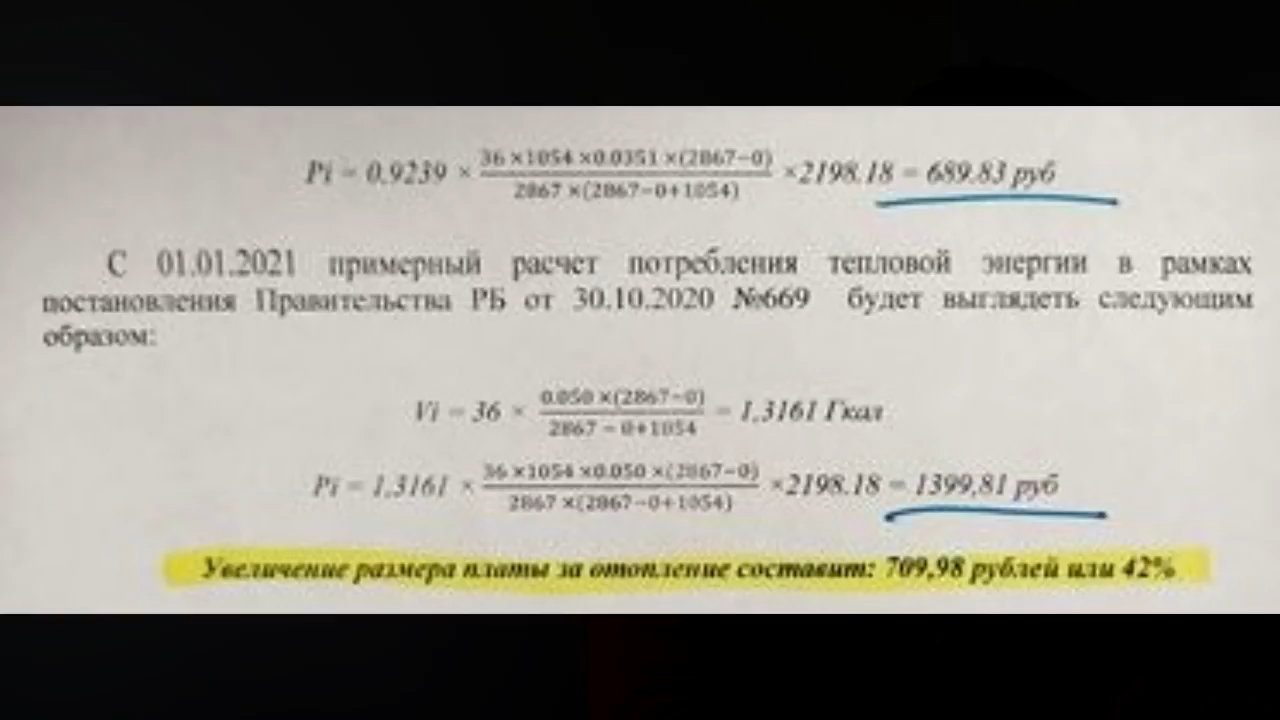 Pi = 0.9239 × 36 ×1054 ×0.0351 ×(2867−0) / 2867 ×(2867−0+1054) ×2198.18 = 689.83 руб
С 01.01.2021 примерный расчет потребления тепловой энергии в рамках
постановления Правительства РБ от 30.10.2020 №669 будет выглядеть следующим
образом:
Vi = 36 × 0.050 ×(2867−0) / 2867 − 0+1054 = 1,3161 Гкал
Pi = 1,3161 × 36 ×1054 ×0.050 ×(2867−0) / 2867 ×(2867−0+1054) ×2198.18 = 1399,81 руб
Увеличение размера платы за отопление составит: 709,98 рублей или 42%